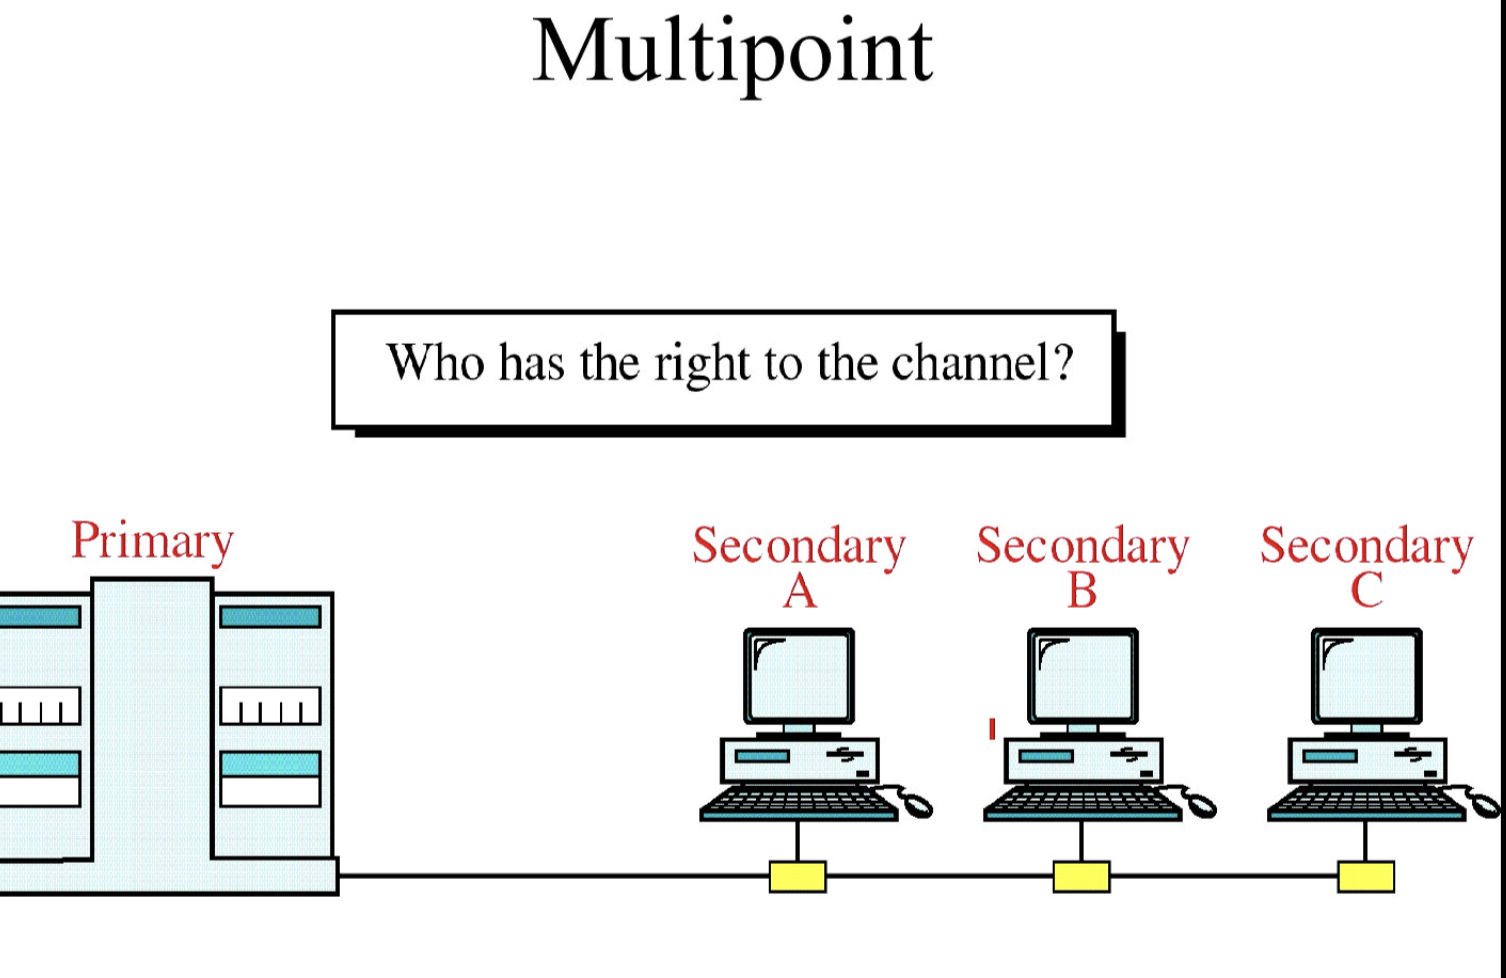 Multipoint
Who has the right to the channel?
Primary
Secondary
A
Secondary
B
Secondary
C